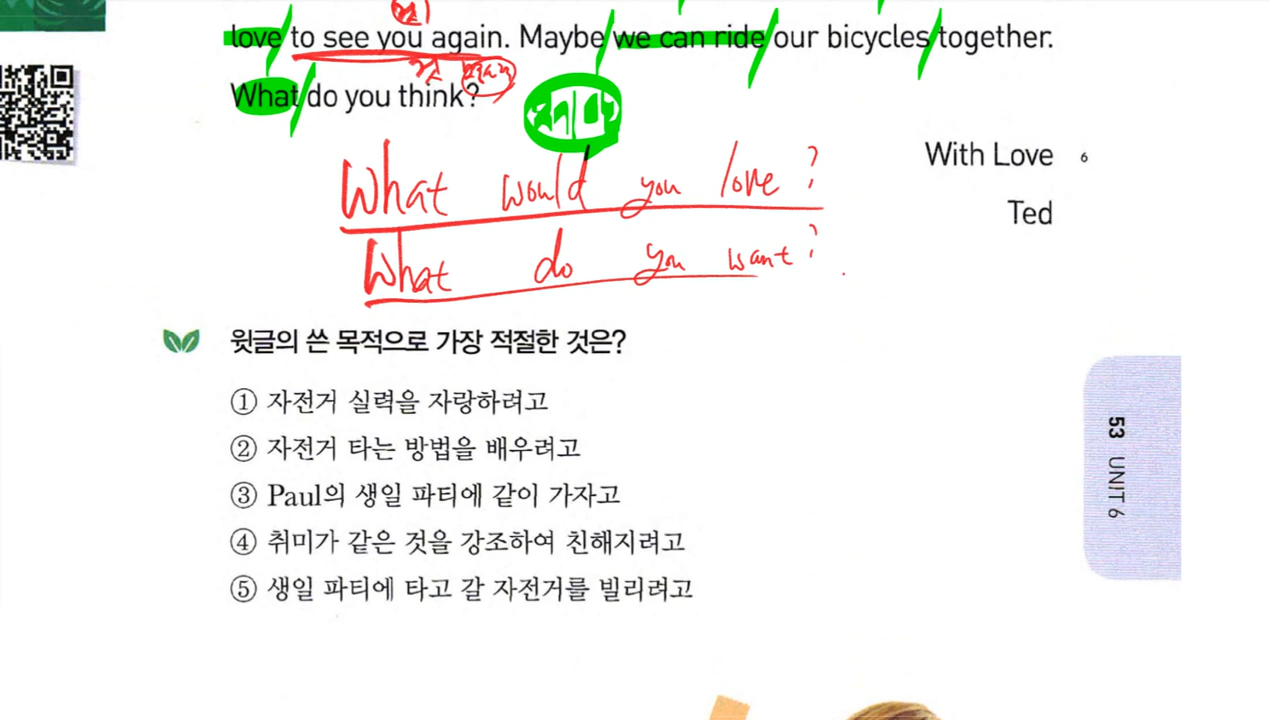 love to see you again. Maybe we can ride our bicycles together.
What do you think?
What would you love?
What do you want?
With Love
6
Ted
윗글의 쓴 목적으로 가장 적절한 것은?
① 자전거 실력을 자랑하려고
② 자전거 타는 방법을 배우려고
③ Paul의 생일 파티에 같이 가자고
④ 취미가 같은 것을 강조하여 친해지려고
⑤ 생일 파티에 타고 갈 자전거를 빌리려고
53 UNIT 6